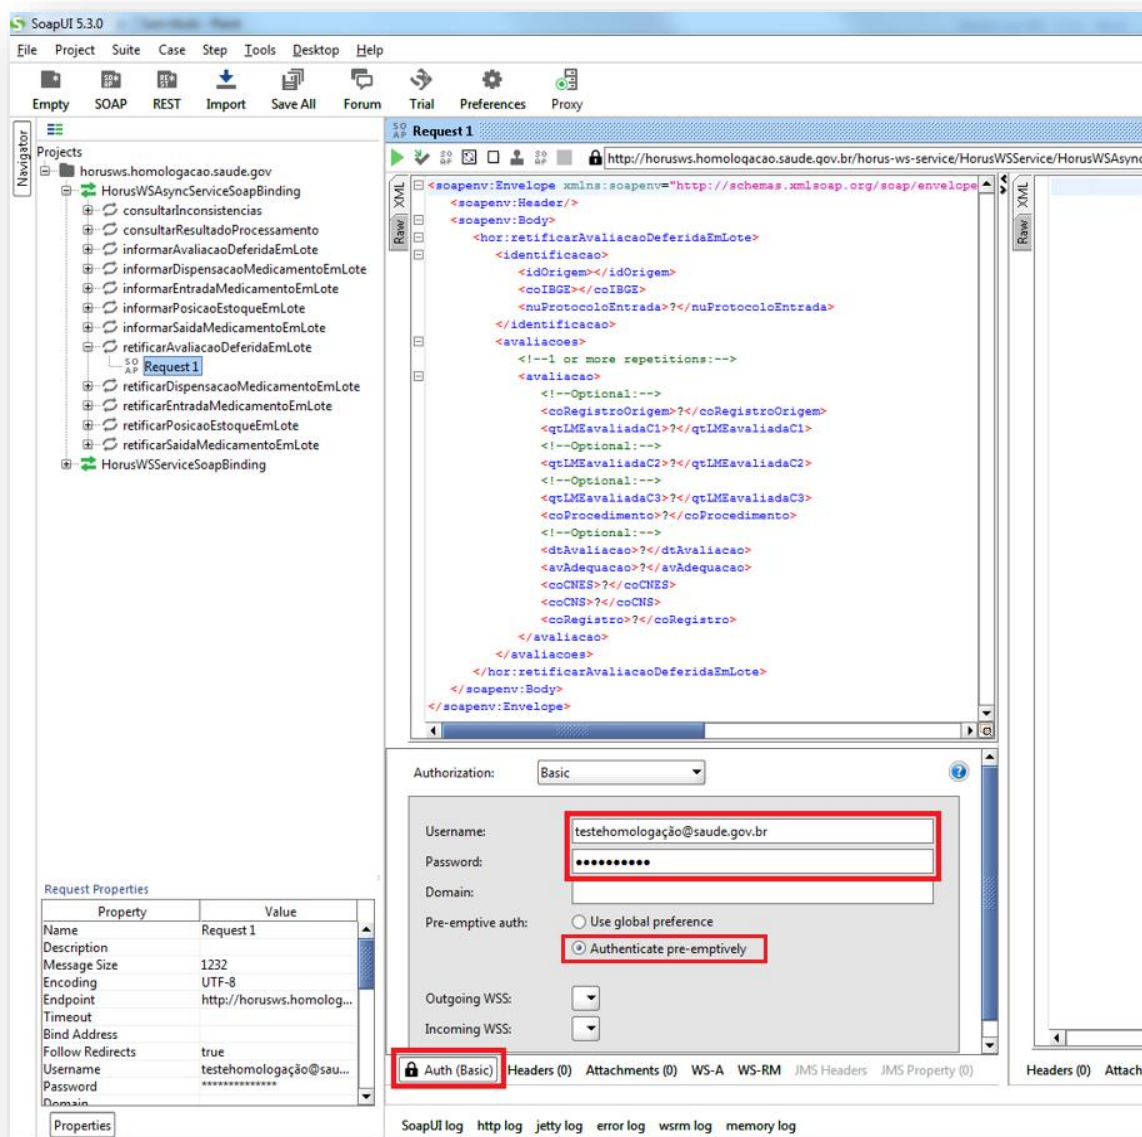 SoapUI 5.3.0
File Project Suite Case Step Tools Desktop Help
Empty SOAP REST Import Save All Forum Trial Preferences Proxy
Navigator
Projects
horusws.homologacao.saude.gov
HorusWSAsyncServiceSoapBinding
consultarInconsistencias
consultarResultadoProcessamento
informarAvaliacaoDeferidaEmLote
informarDispensacaoMedicamentoEmLote
informarEntradaMedicamentoEmLote
informarPosicaoEstoqueEmLote
informarSaidaMedicamentoEmLote
retificarAvaliacaoDeferidaEmLote
SOAP Request 1
retificarDispensacaoMedicamentoEmLote
retificarEntradaMedicamentoEmLote
retificarPosicaoEstoqueEmLote
retificarSaidaMedicamentoEmLote
HorusWSServiceSoapBinding
SOAP Request 1
http://horusws.homologacao.saude.gov.br/horus-ws-service/HorusWSService/HorusWSAsync
XML
Raw
<soapenv:Envelope xmlns:soapenv="http://schemas.xmlsoap.org/soap/envelope
<soapenv:Header/>
<soapenv:Body>
<hor:retificarAvaliacaoDeferidaEmLote>
<identificacao>
<idOrigem></idOrigem>
<coIBGE></coIBGE>
<nuProtocoloEntrada>?</nuProtocoloEntrada>
</identificacao>
<avaliacoes>
<!--1 or more repetitions:-->
<avaliacao>
<!--Optional:-->
<coRegistroOrigem>?</coRegistroOrigem>
<qtLMEavaliadaC1>?</qtLMEavaliadaC1>
<!--Optional:-->
<qtLMEavaliadaC2>?</qtLMEavaliadaC2>
<!--Optional:-->
<qtLMEavaliadaC3>?</qtLMEavaliadaC3>
<coProcedimento>?</coProcedimento>
<!--Optional:-->
<dtAvaliacao>?</dtAvaliacao>
<avAdequacao>?</avAdequacao>
<coCNES>?</coCNES>
<coCNS>?</coCNS>
<coRegistro>?</coRegistro>
</avaliacao>
</avaliacoes>
</hor:retificarAvaliacaoDeferidaEmLote>
</soapenv:Body>
</soapenv:Envelope>
XML
Raw
Authorization: Basic
Username: testehomologação@saude.gov.br
Password: ••••••••••
Domain:
Pre-emptive auth: Use global preference
Authenticate pre-emptively
Outgoing WSS:
Incoming WSS:
Auth (Basic) Headers (0) Attachments (0) WS-A WS-RM JMS Headers JMS Property (0)
Headers (0) Attach
Request Properties
Property Value
Name Request 1
Description
Message Size 1232
Encoding UTF-8
Endpoint http://horusws.homolog...
Timeout
Bind Address
Follow Redirects true
Username testehomologação@sau...
Password **************
Domain
Properties
SoapUI log http log jetty log error log wsrm log memory log